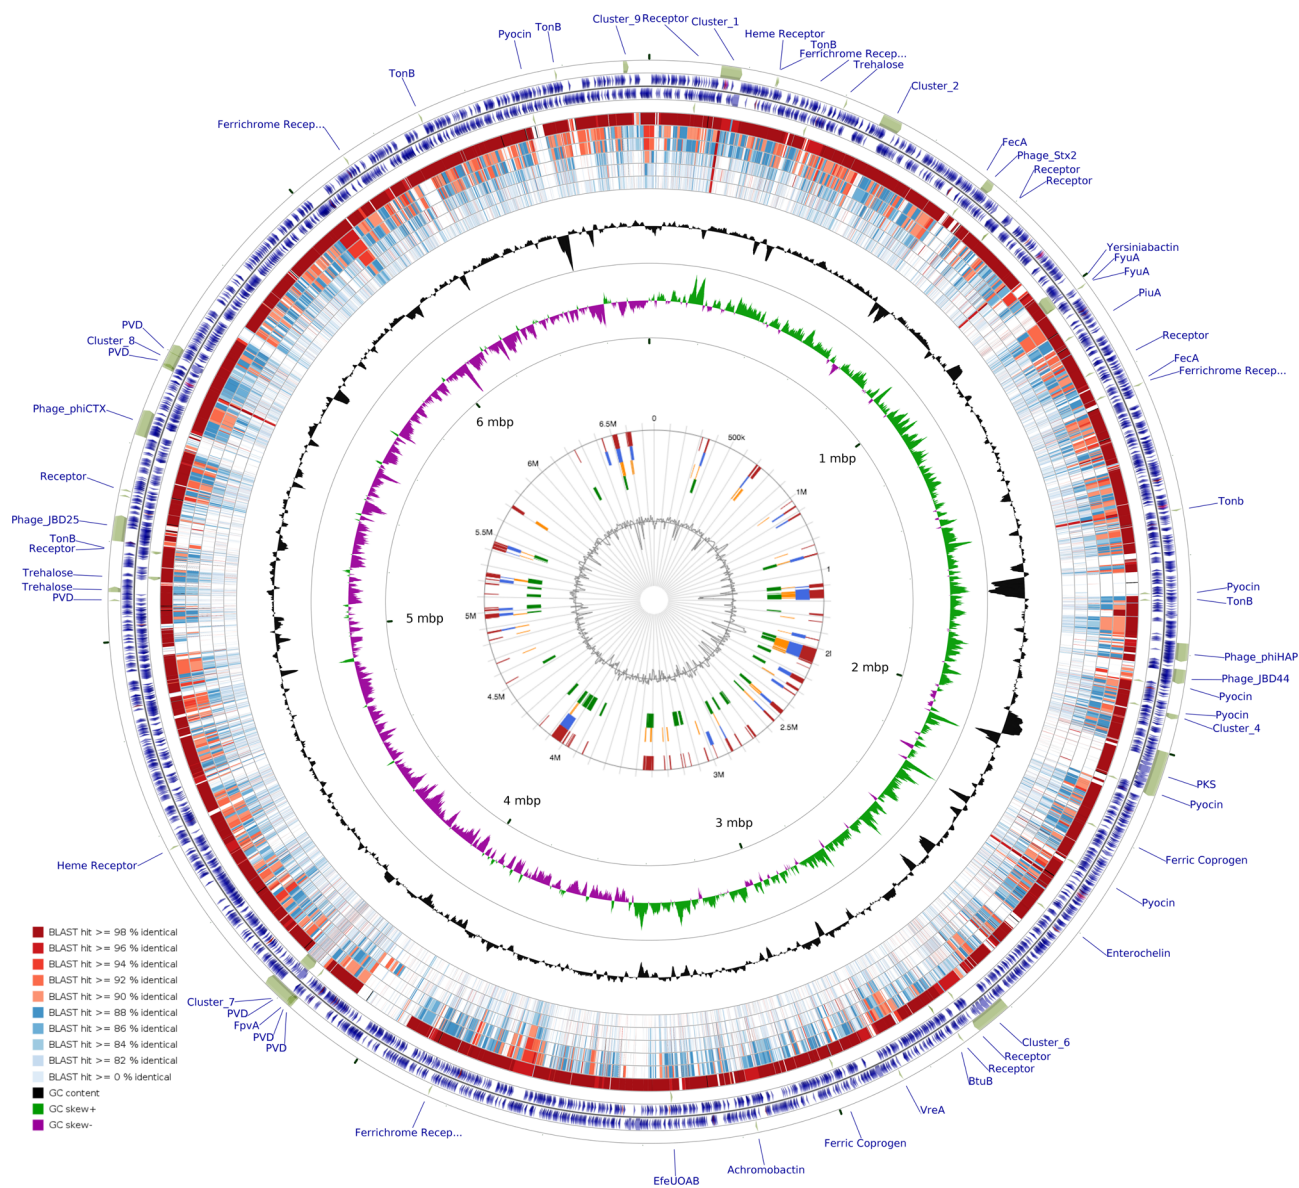 Cluster_9
Receptor
Cluster_1
TonB
Pyocin
Heme Receptor
TonB
Ferrichrome Recep...
Trehalose
TonB
Cluster_2
Ferrichrome Recep...
FecA
Phage_Stx2
Receptor
Receptor
Yersiniabactin
FyuA
FyuA
PiuA
PVD
Cluster_8
PVD
Receptor
FecA
Ferrichrome Recep...
Phage_phiCTX
Receptor
Tonb
Phage_JBD25
TonB
Receptor
Trehalose
Trehalose
PVD
Pyocin
TonB
Phage_phiHAP
Phage_JBD44
Pyocin
Pyocin
Cluster_4
PKS
Pyocin
Heme Receptor
Ferric Coprogen
Pyocin
Enterochelin
Cluster_7
PVD
FpvA
PVD
PVD
Cluster_6
Receptor
Receptor
BtuB
VreA
Ferrichrome Recep...
Ferric Coprogen
Achromobactin
EfeUOAB
6 mbp
1 mbp
5 mbp
2 mbp
4 mbp
3 mbp
0
500k
1M
1
2
2.5M
3M
4M
4.5M
5M
5.5M
6M
6.5M
BLAST hit >= 98 % identical
BLAST hit >= 96 % identical
BLAST hit >= 94 % identical
BLAST hit >= 92 % identical
BLAST hit >= 90 % identical
BLAST hit >= 88 % identical
BLAST hit >= 86 % identical
BLAST hit >= 84 % identical
BLAST hit >= 82 % identical
BLAST hit >= 0 % identical
GC content
GC skew+
GC skew-